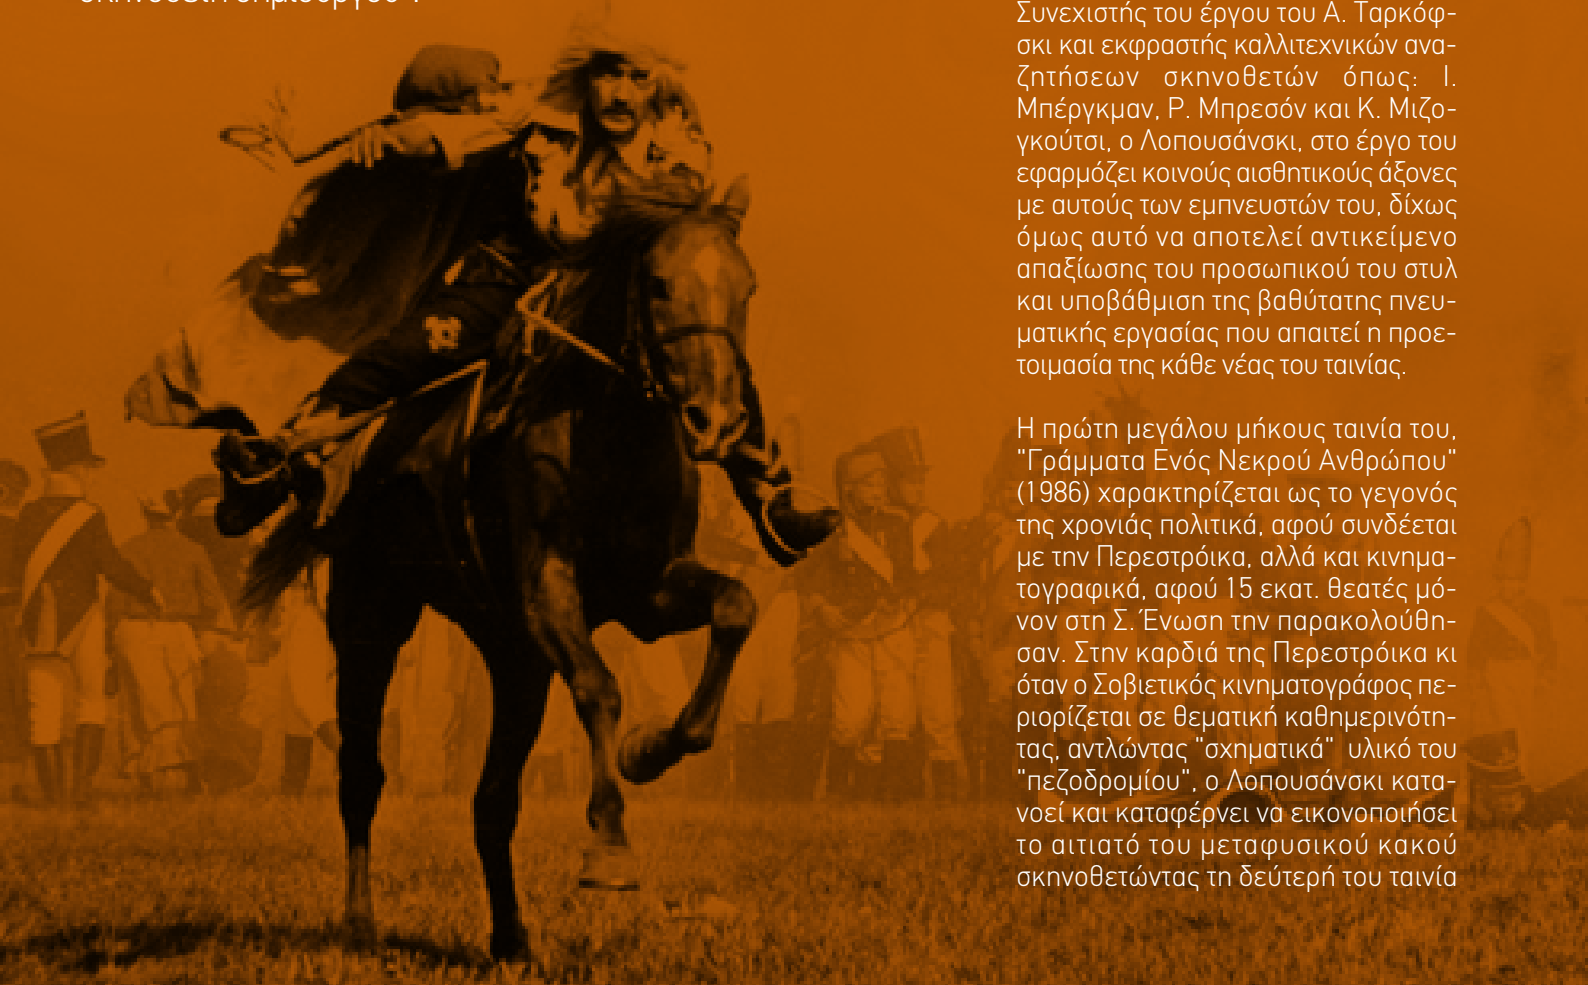 Συνεχιστής του έργου του Α. Ταρκόφ-
σκι και εκφραστής καλλιτεχνικών ανα-
ζητήσεων σκηνοθετών όπως: Ι.
Μπέργκμαν, Ρ. Μπρεσόν και Κ. Μιζο-
γκούτσι, ο Λοπουσάνσκι, στο έργο του
εφαρμόζει κοινούς αισθητικούς άξονες
με αυτούς των εμπνευστών του, δίχως
όμως αυτό να αποτελεί αντικείμενο
απαξίωσης του προσωπικού του στυλ
και υποβάθμιση της βαθύτατης πνευ-
ματικής εργασίας που απαιτεί η προε-
τοιμασία της κάθε νέας του ταινίας.

Η πρώτη μεγάλου μήκους ταινία του,
"Γράμματα Ενός Νεκρού Ανθρώπου"
(1986) χαρακτηρίζεται ως το γεγονός
της χρονιάς πολιτικά, αφού συνδέεται
με την Περεστρόικα, αλλά και κινημα-
τογραφικά, αφού 15 εκατ. θεατές μό-
νον στη Σ. Ένωση την παρακολούθη-
σαν. Στην καρδιά της Περεστρόικα κι
όταν ο Σοβιετικός κινηματογράφος πε-
ριορίζεται σε θεματική καθημερινότη-
τας, αντλώντας "σχηματικά" υλικό του
"πεζοδρομίου", ο Λοπουσάνσκι κατα-
νοεί και καταφέρνει να εικονοποιήσει
το αιτιατό του μεταφυσικού κακού
σκηνοθετώντας τη δεύτερή του ταινία